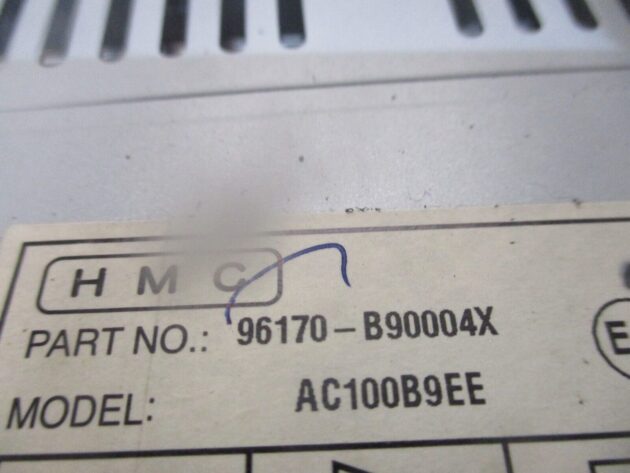 HMC
PART NO.: 96170-B90004X
MODEL: AC100B9EE
E